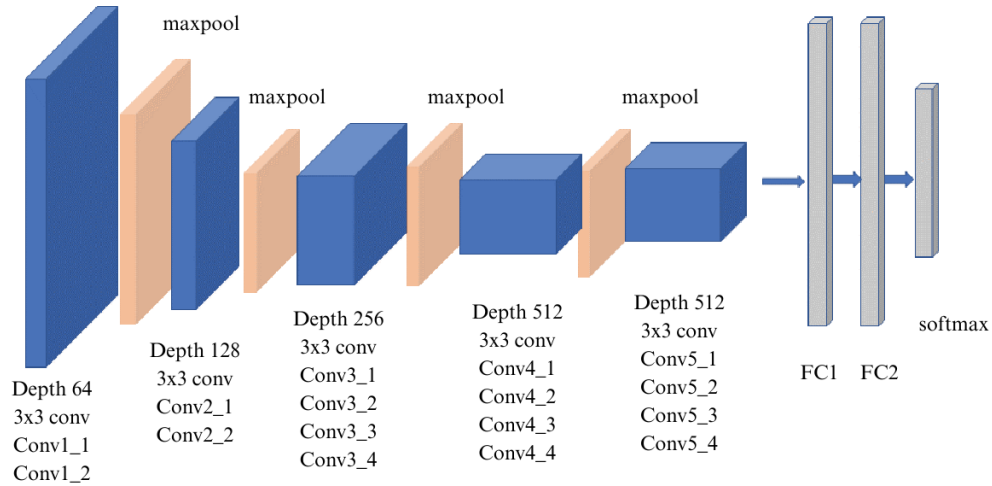 maxpool
maxpool
maxpool
maxpool
Depth 64
3x3 conv
Conv1_1
Conv1_2
Depth 128
3x3 conv
Conv2_1
Conv2_2
Depth 256
3x3 conv
Conv3_1
Conv3_2
Conv3_3
Conv3_4
Depth 512
3x3 conv
Conv4_1
Conv4_2
Conv4_3
Conv4_4
Depth 512
3x3 conv
Conv5_1
Conv5_2
Conv5_3
Conv5_4
FC1
FC2
softmax